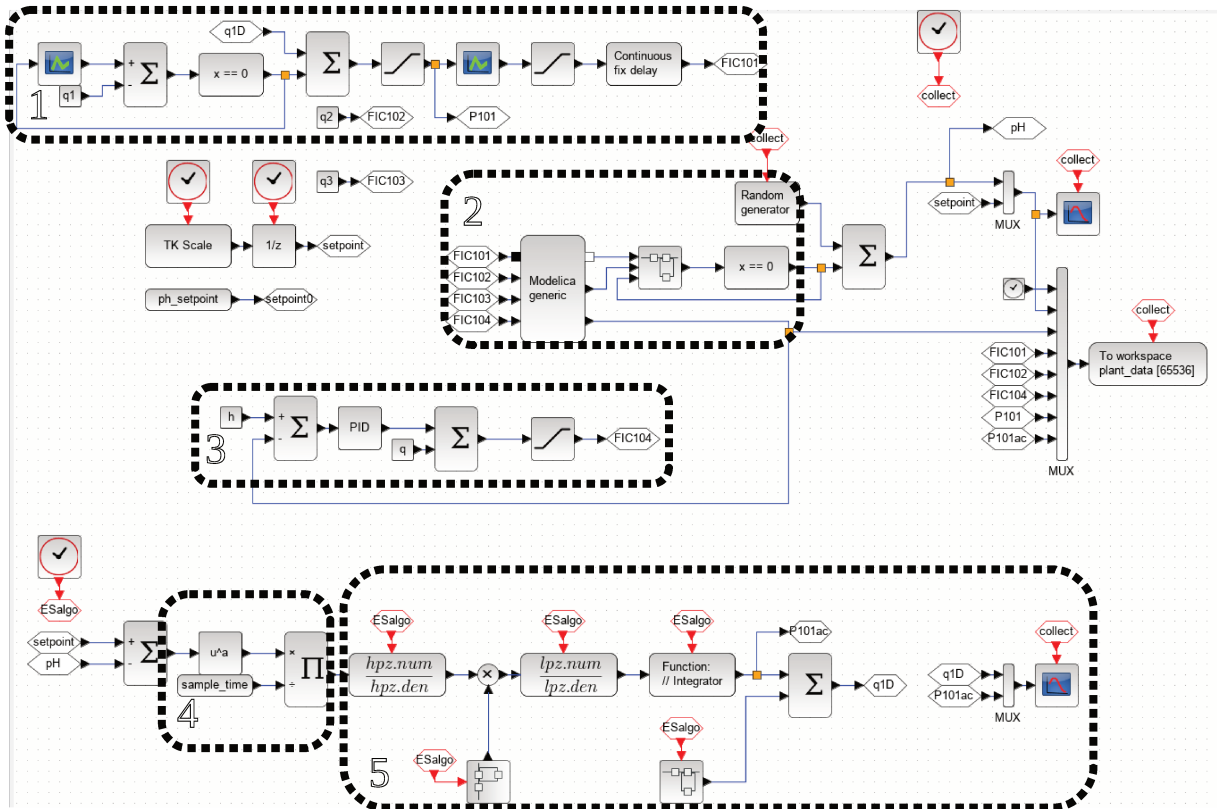 q1D
+
-
Σ
x == 0
Σ
Continuous
fix delay
FIC101
q1
1
q2
FIC102
P101
collect
collect
pH
q3
FIC103
collect
Random
generator
setpoint
MUX
2
TK Scale
1/z
setpoint
Σ
FIC101
FIC102
FIC103
FIC104
Modelica
generic
x == 0
ph_setpoint
setpoint0
collect
To workspace
plant_data [65536]
FIC101
FIC102
FIC104
P101
P101ac
MUX
h
+
-
Σ
PID
q
Σ
FIC104
3
ESalgo
setpoint
pH
+
-
Σ
u^a
sample_time
×
÷
Π
4
ESalgo
hpz.num
hpz.den
×
ESalgo
lpz.num
lpz.den
ESalgo
Function:
// Integrator
P101ac
Σ
q1D
collect
q1D
P101ac
MUX
ESalgo
ESalgo
5